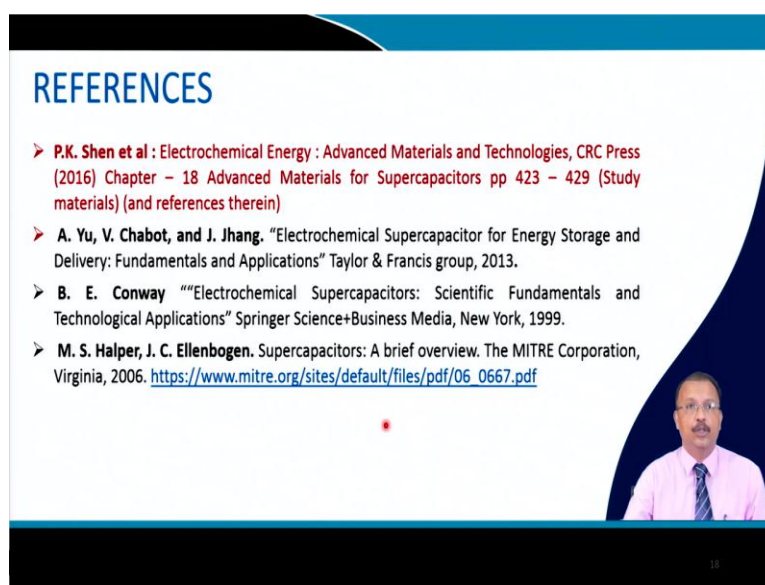 REFERENCES
➢ P.K. Shen et al : Electrochemical Energy : Advanced Materials and Technologies, CRC Press
(2016) Chapter – 18 Advanced Materials for Supercapacitors pp 423 – 429 (Study
materials) (and references therein)
➢ A. Yu, V. Chabot, and J. Jhang. “Electrochemical Supercapacitor for Energy Storage and
Delivery: Fundamentals and Applications” Taylor & Francis group, 2013.
➢ B. E. Conway ““Electrochemical Supercapacitors: Scientific Fundamentals and
Technological Applications” Springer Science+Business Media, New York, 1999.
➢ M. S. Halper, J. C. Ellenbogen. Supercapacitors: A brief overview. The MITRE Corporation,
Virginia, 2006. https://www.mitre.org/sites/default/files/pdf/06_0667.pdf
18